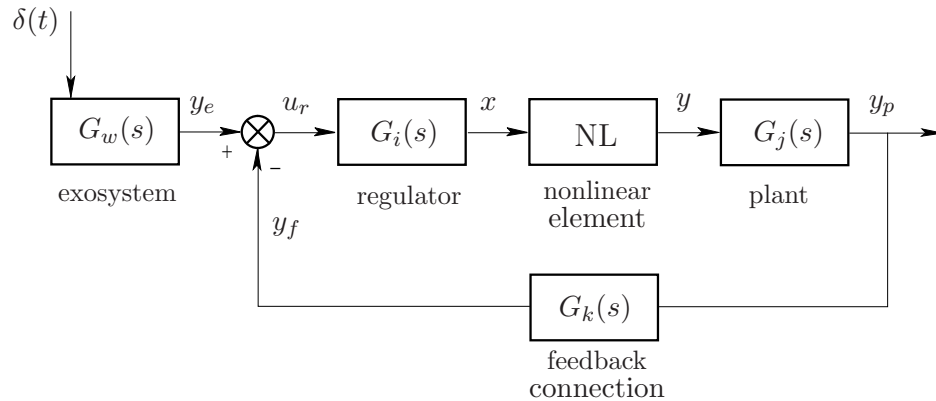 δ(t)
y_e
u_r
x
y
y_p
G_w(s)
G_i(s)
NL
G_j(s)
+
−
exosystem
regulator
nonlinear
element
plant
y_f
G_k(s)
feedback
connection